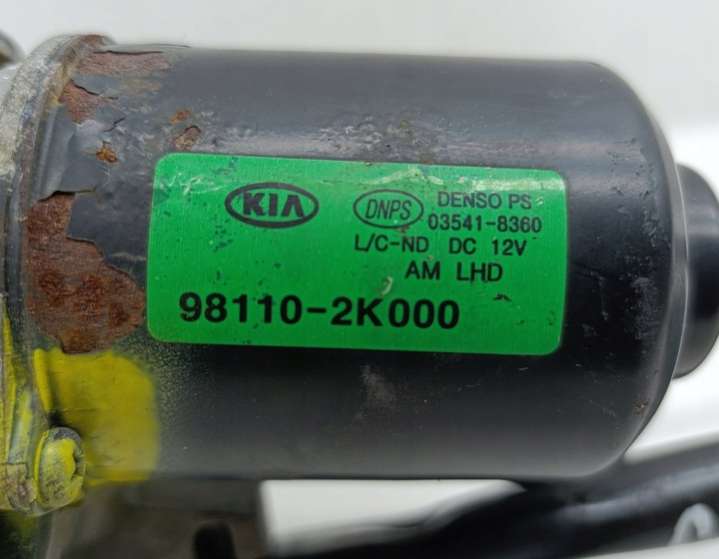 KIA
DNPS DENSO PS
03541-8360
L/C-ND DC 12V
AM LHD
98110-2K000